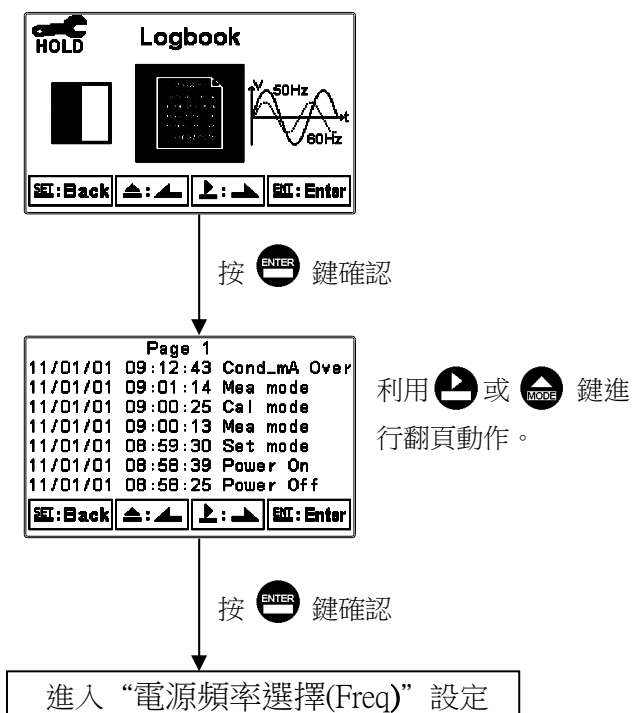 HOLD Logbook
V 50Hz
t
60Hz
SET:Back ▲: :  ENT:Enter
按 ENTER 鍵確認
Page 1
11/01/01 09:12:43 Cond_mA Over
11/01/01 09:01:14 Mea mode
11/01/01 09:00:25 Cal mode
11/01/01 09:00:13 Mea mode
11/01/01 08:59:30 Set mode
11/01/01 08:58:39 Power On
11/01/01 08:58:25 Power Off
SET:Back ▲: :  ENT:Enter
利用 或 MODE 鍵進
行翻頁動作。
按 ENTER 鍵確認
進入“電源頻率選擇(Freq)”設定